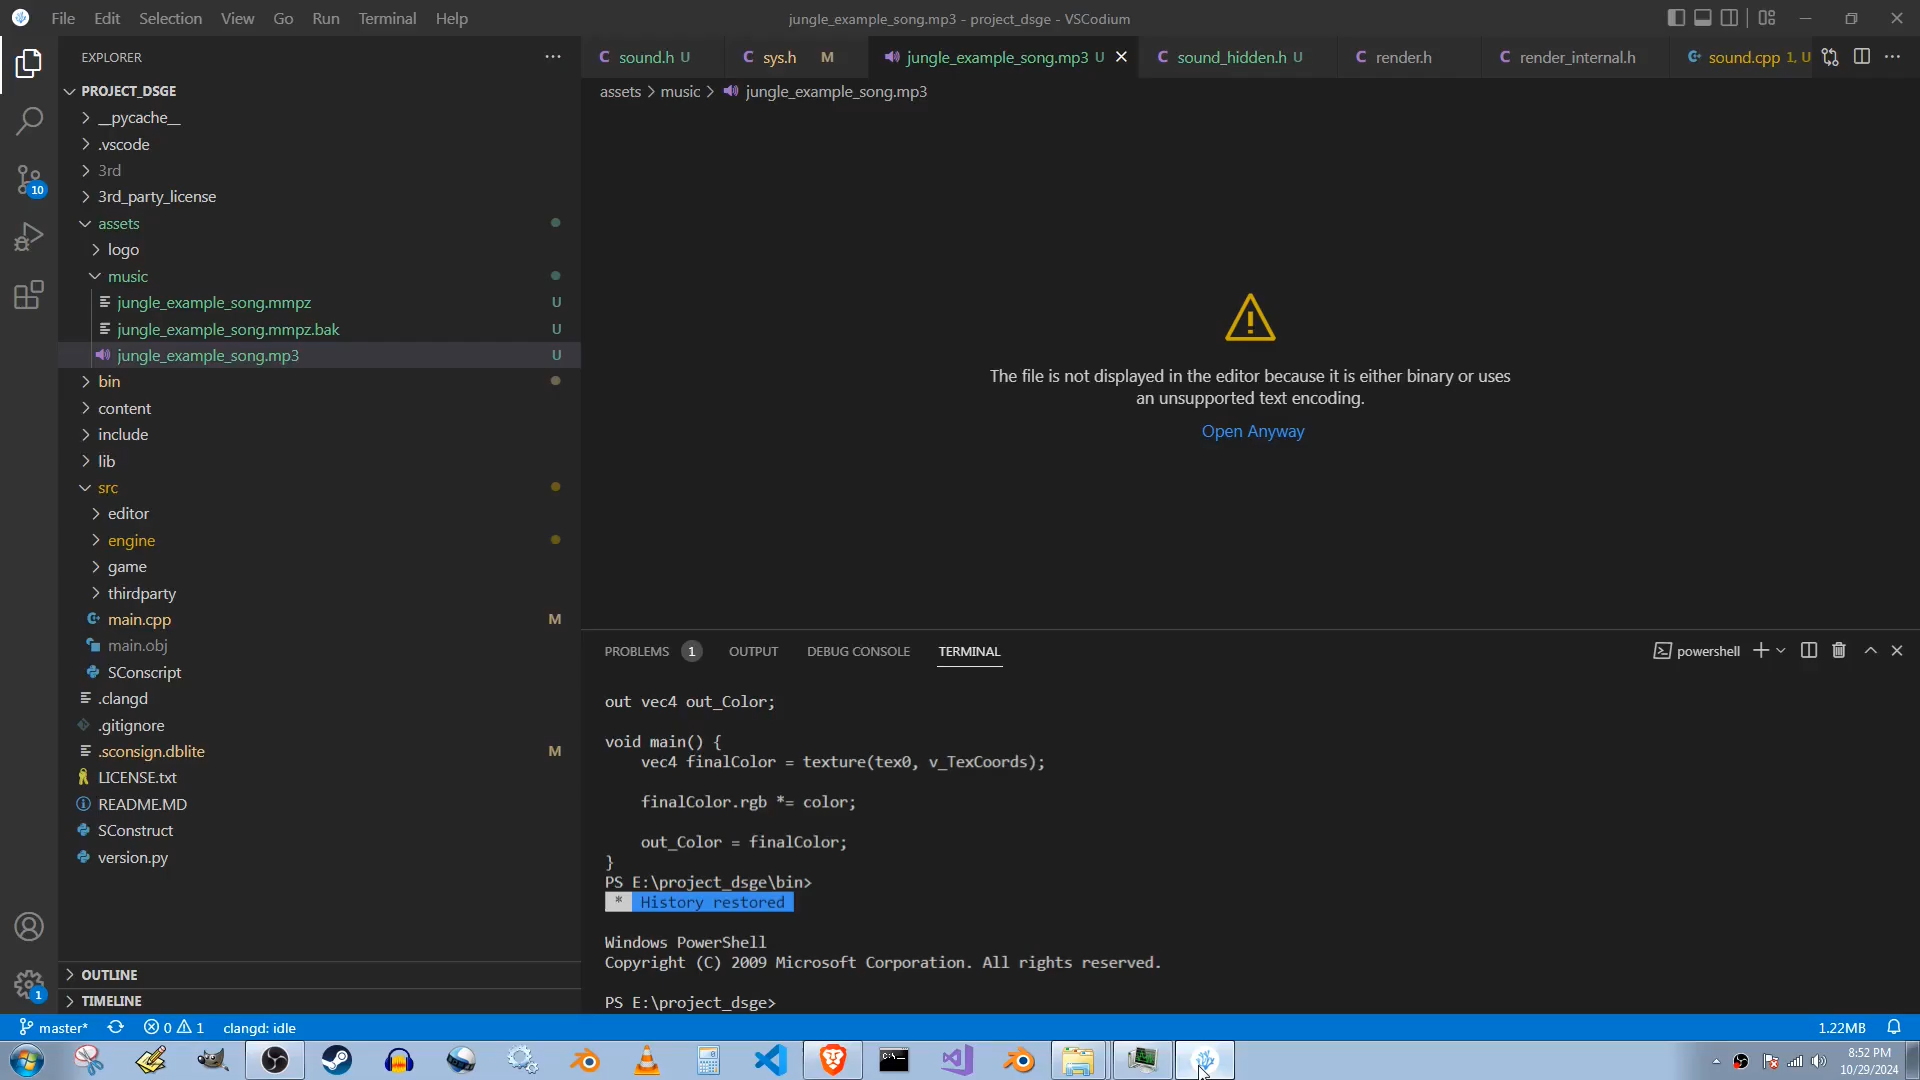 File Edit Selection View Go Run Terminal Help
jungle_example_song.mp3 - project_dsge - VSCodium
EXPLORER
PROJECT_DSGE
__pycache__
.vscode
3rd
3rd_party_license
assets
logo
music
jungle_example_song.mmpz U
jungle_example_song.mmpz.bak U
jungle_example_song.mp3 U
bin
content
include
lib
src
editor
engine
game
thirdparty
main.cpp M
main.obj
SConscript
.clangd
.gitignore
.sconsign.dblite M
LICENSE.txt
README.MD
SConstruct
version.py
OUTLINE
TIMELINE
10
1
sound.h U
sys.h M
jungle_example_song.mp3 U
sound_hidden.h U
render.h
render_internal.h
sound.cpp 1, U
assets > music > jungle_example_song.mp3
The file is not displayed in the editor because it is either binary or uses
an unsupported text encoding.
Open Anyway
PROBLEMS 1 OUTPUT DEBUG CONSOLE TERMINAL
powershell
out vec4 out_Color;
void main() {
vec4 finalColor = texture(tex0, v_TexCoords);
finalColor.rgb *= color;
out_Color = finalColor;
}
PS E:\project_dsge\bin>
* History restored
Windows PowerShell
Copyright (C) 2009 Microsoft Corporation. All rights reserved.
PS E:\project_dsge>
master* 0 1 clangd: idle
1.22MB
8:52 PM
10/29/2024